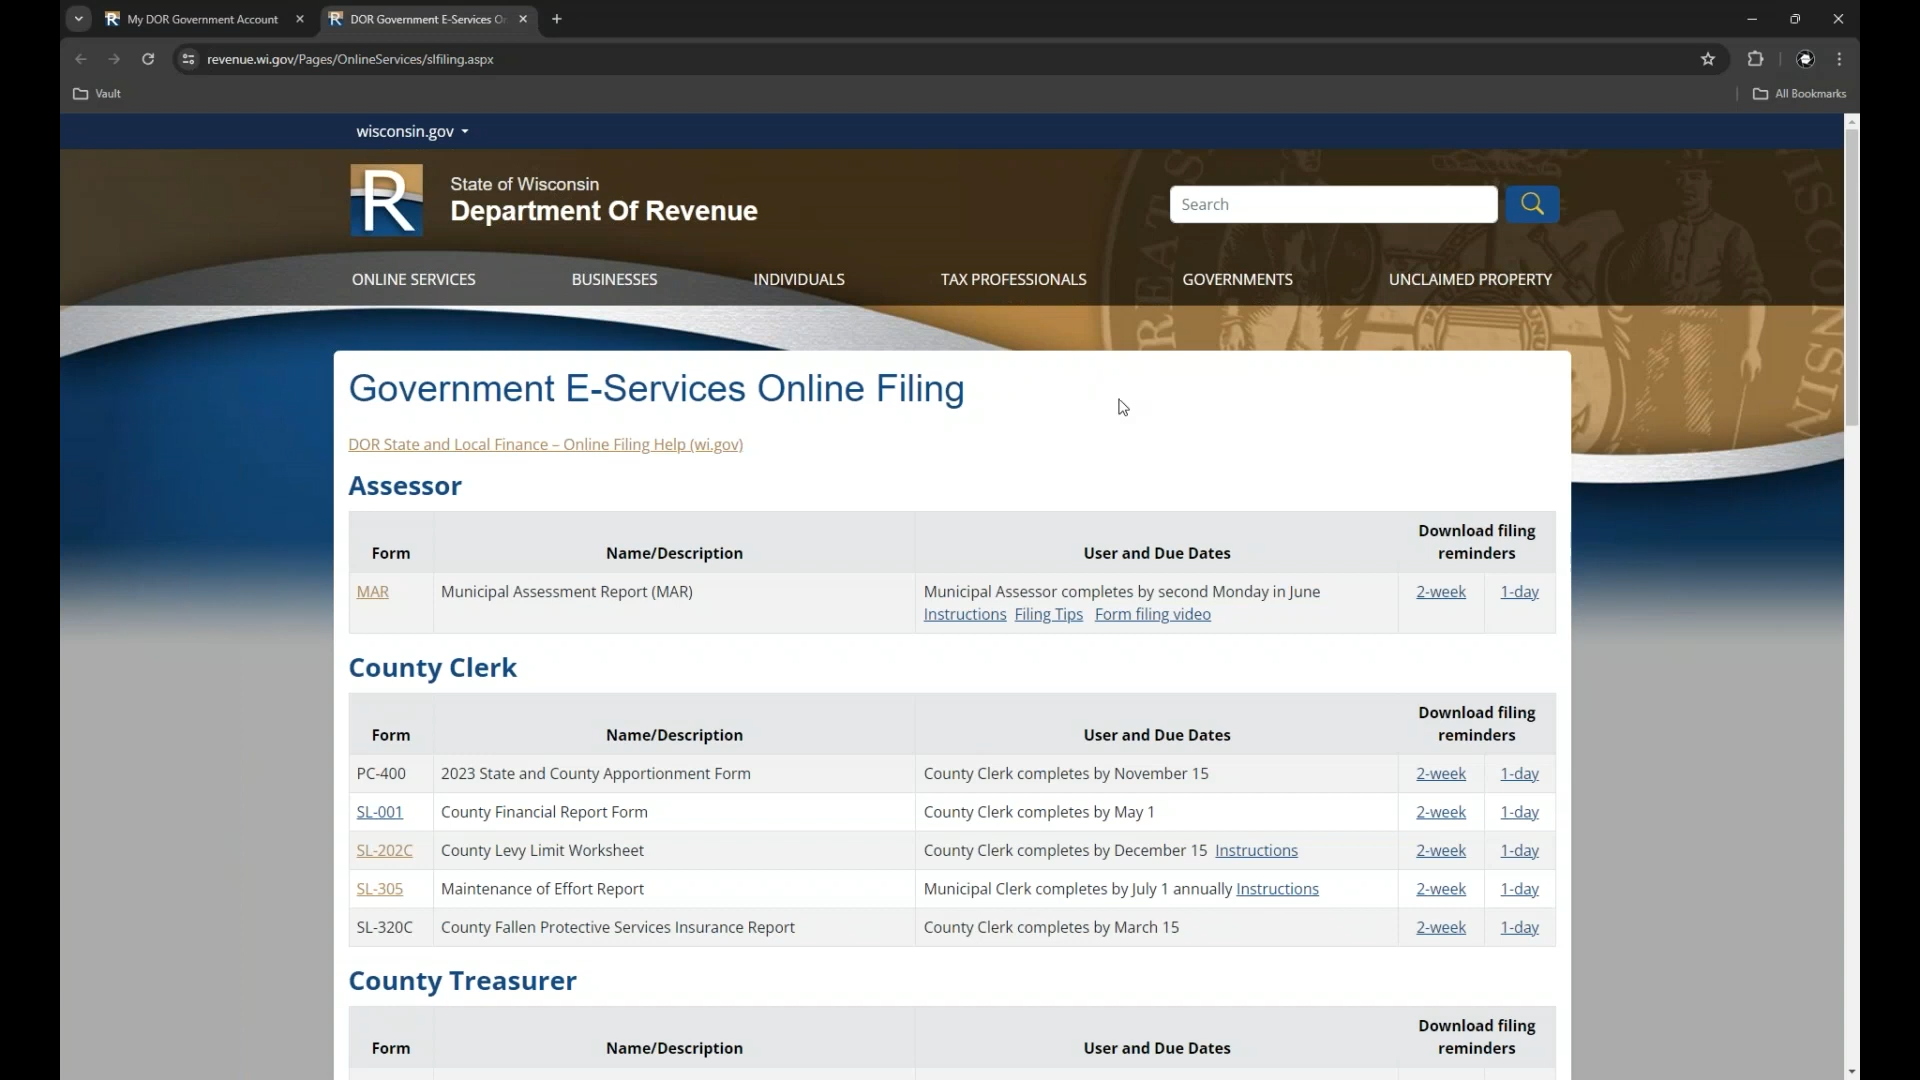 My DOR Government Account
DOR Government E-Services O
revenue.wi.gov/Pages/OnlineServices/slfiling.aspx
Vault
All Bookmarks
wisconsin.gov
R
State of Wisconsin
Department Of Revenue
Search
ONLINE SERVICES
BUSINESSES
INDIVIDUALS
TAX PROFESSIONALS
GOVERNMENTS
UNCLAIMED PROPERTY
Government E-Services Online Filing
DOR State and Local Finance – Online Filing Help (wi.gov)
Assessor
Form Name/Description User and Due Dates Download filing reminders
MAR Municipal Assessment Report (MAR) Municipal Assessor completes by second Monday in June 2-week 1-day
Instructions Filing Tips Form filing video
County Clerk
Form Name/Description User and Due Dates Download filing reminders
PC-400 2023 State and County Apportionment Form County Clerk completes by November 15 2-week 1-day
SL-001 County Financial Report Form County Clerk completes by May 1 2-week 1-day
SL-202C County Levy Limit Worksheet County Clerk completes by December 15 Instructions 2-week 1-day
SL-305 Maintenance of Effort Report Municipal Clerk completes by July 1 annually Instructions 2-week 1-day
SL-320C County Fallen Protective Services Insurance Report County Clerk completes by March 15 2-week 1-day
County Treasurer
Form Name/Description User and Due Dates Download filing reminders